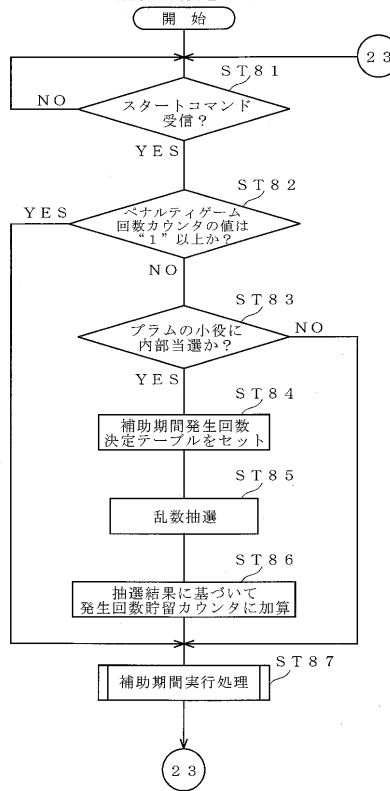 開始
23
ST81
スタートコマンド
受信？
NO
YES
ST82
ペナルティゲーム
回数カウンタの値は
“1”以上か？
YES
NO
ST83
プラムの小役に
内部当選か？
NO
YES
ST84
補助期間発生回数
決定テーブルをセット
ST85
乱数抽選
ST86
抽選結果に基づいて
発生回数貯留カウンタに加算
ST87
補助期間実行処理
23